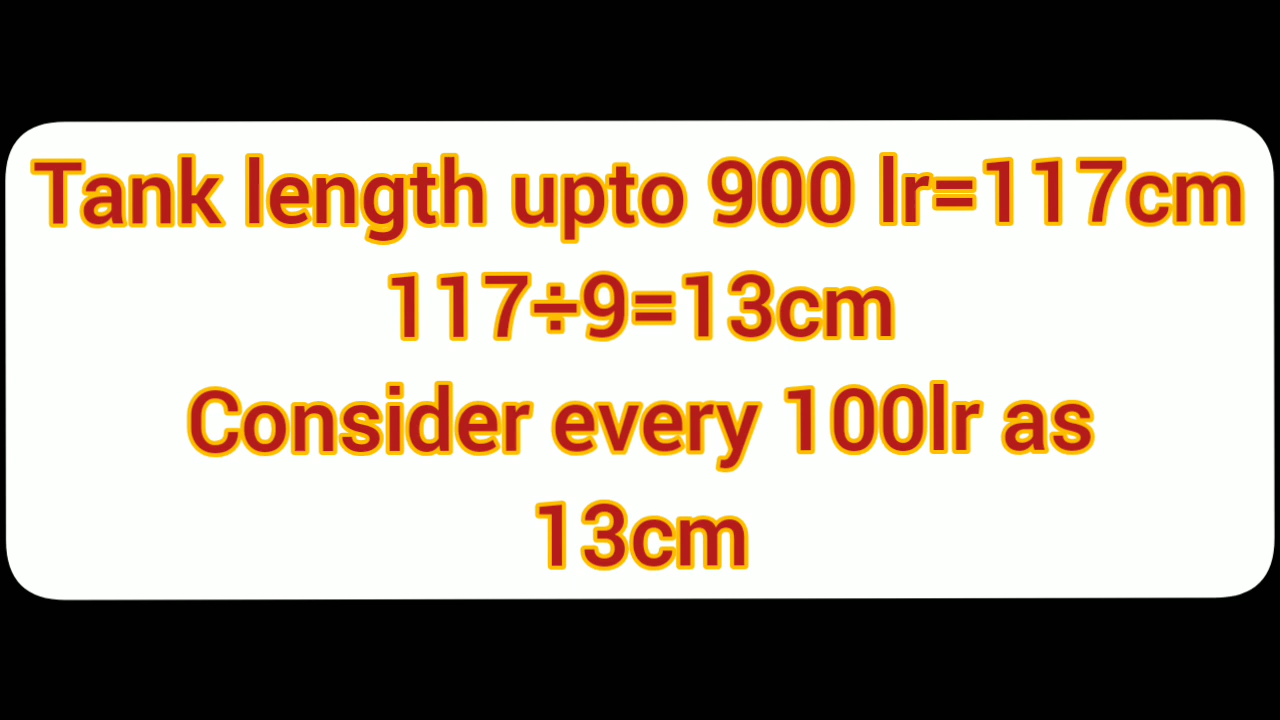 Tank length upto 900 lr=117cm
117÷9=13cm
Consider every 100lr as
13cm